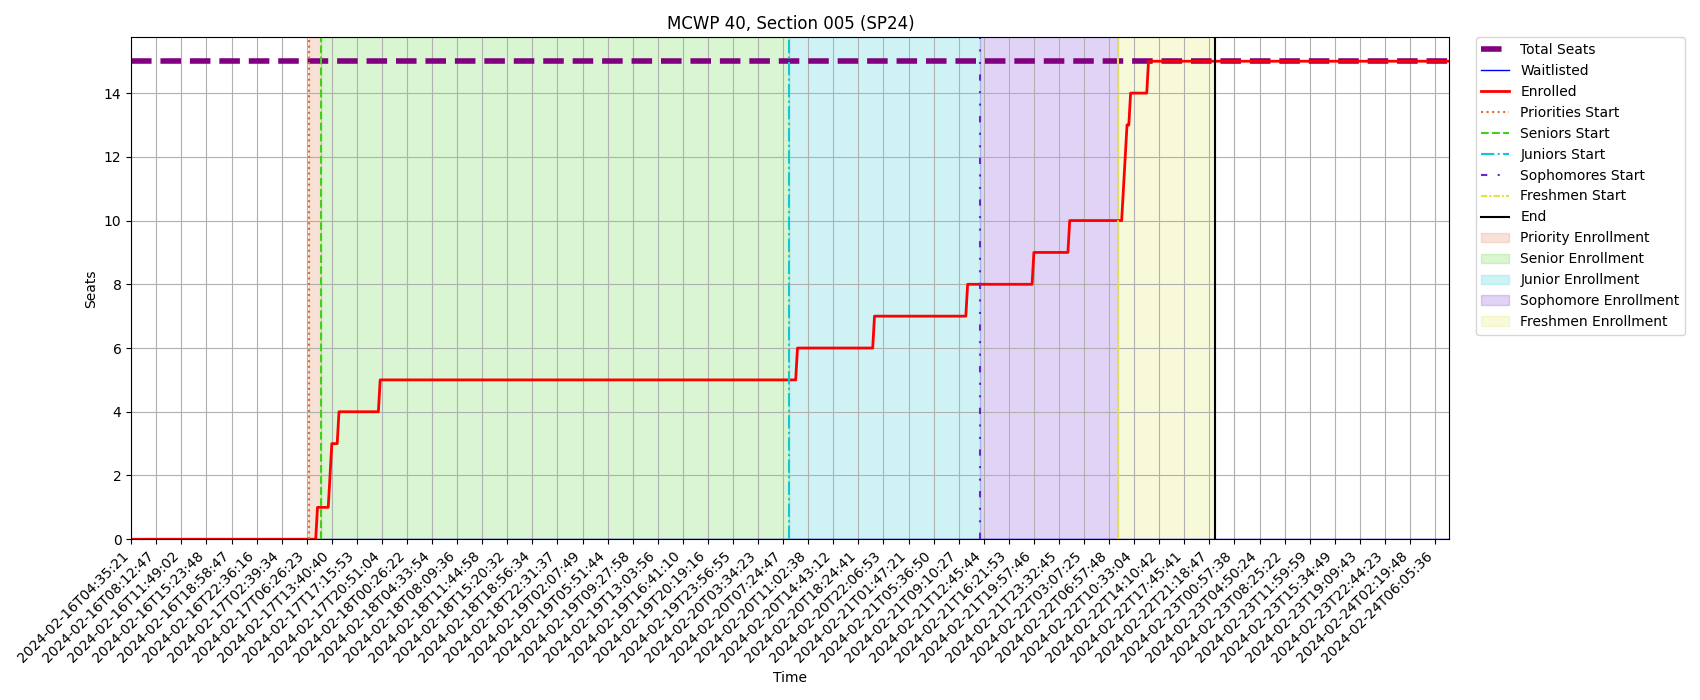 MCWP 40, Section 005 (SP24)
Seats
14
12
10
8
6
4
2
0
2024-02-16T04:35:21
2024-02-16T08:12:47
2024-02-16T11:49:02
2024-02-16T15:23:48
2024-02-16T18:58:47
2024-02-16T22:36:16
2024-02-17T02:39:34
2024-02-17T06:26:23
2024-02-17T13:40:40
2024-02-17T17:15:53
2024-02-17T20:51:04
2024-02-18T00:26:22
2024-02-18T04:33:54
2024-02-18T08:09:36
2024-02-18T11:44:58
2024-02-18T15:20:32
2024-02-18T18:56:34
2024-02-18T22:31:37
2024-02-19T02:07:49
2024-02-19T05:51:44
2024-02-19T09:27:58
2024-02-19T13:03:56
2024-02-19T16:41:10
2024-02-19T20:19:16
2024-02-19T23:56:55
2024-02-20T03:34:23
2024-02-20T07:24:47
2024-02-20T11:02:38
2024-02-20T14:43:12
2024-02-20T18:24:41
2024-02-20T22:06:53
2024-02-21T01:47:21
2024-02-21T05:36:50
2024-02-21T09:10:27
2024-02-21T12:45:44
2024-02-21T16:21:53
2024-02-21T19:57:46
2024-02-21T23:32:45
2024-02-22T03:07:25
2024-02-22T06:57:48
2024-02-22T10:33:04
2024-02-22T14:10:42
2024-02-22T17:45:41
2024-02-22T21:18:47
2024-02-23T00:57:38
2024-02-23T04:50:24
2024-02-23T08:25:22
2024-02-23T11:59:59
2024-02-23T15:34:49
2024-02-23T19:09:43
2024-02-23T22:44:23
2024-02-24T02:19:48
2024-02-24T06:05:36
Time
Total Seats
Waitlisted
Enrolled
Priorities Start
Seniors Start
Juniors Start
Sophomores Start
Freshmen Start
End
Priority Enrollment
Senior Enrollment
Junior Enrollment
Sophomore Enrollment
Freshmen Enrollment